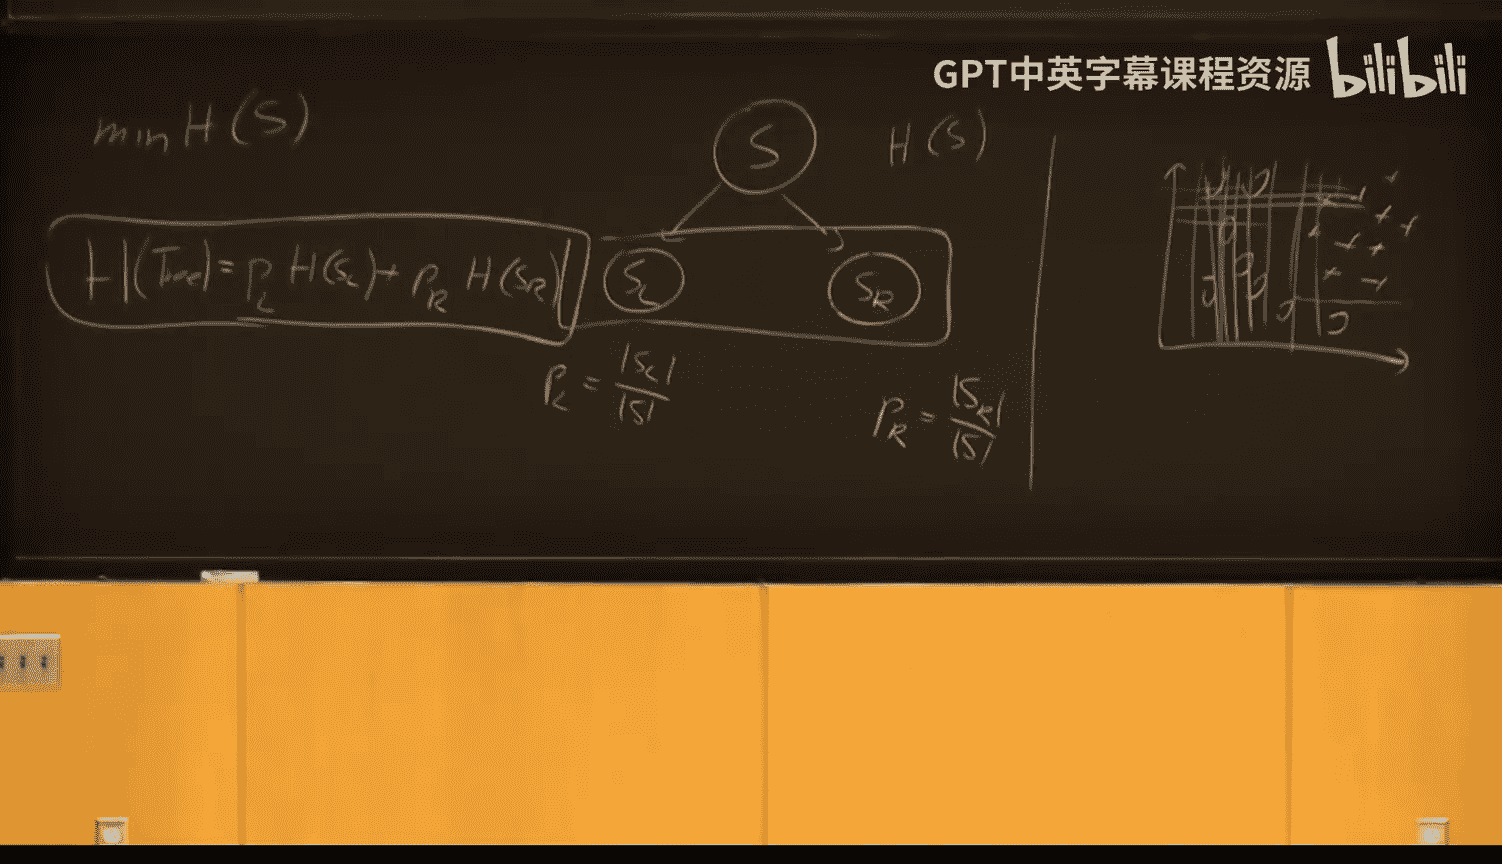 GPT中英字幕课程资源 bilibili
min H(S)
S
H(S)
H(Tree) = P_L H(S_L) + P_R H(S_R)
S_L
S_R
P_L = |S_L| / |S|
P_R = |S_R| / |S|